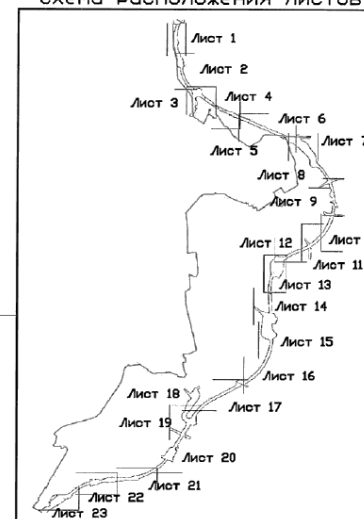 Схема расположения листов
Лист 1
Лист 2
Лист 3
Лист 4
Лист 5
Лист 6
Лист 7
Лист 8
Лист 9
Лист
Лист 11
Лист 12
Лист 13
Лист 14
Лист 15
Лист 16
Лист 17
Лист 18
Лист 19
Лист 20
Лист 21
Лист 22
Лист 23